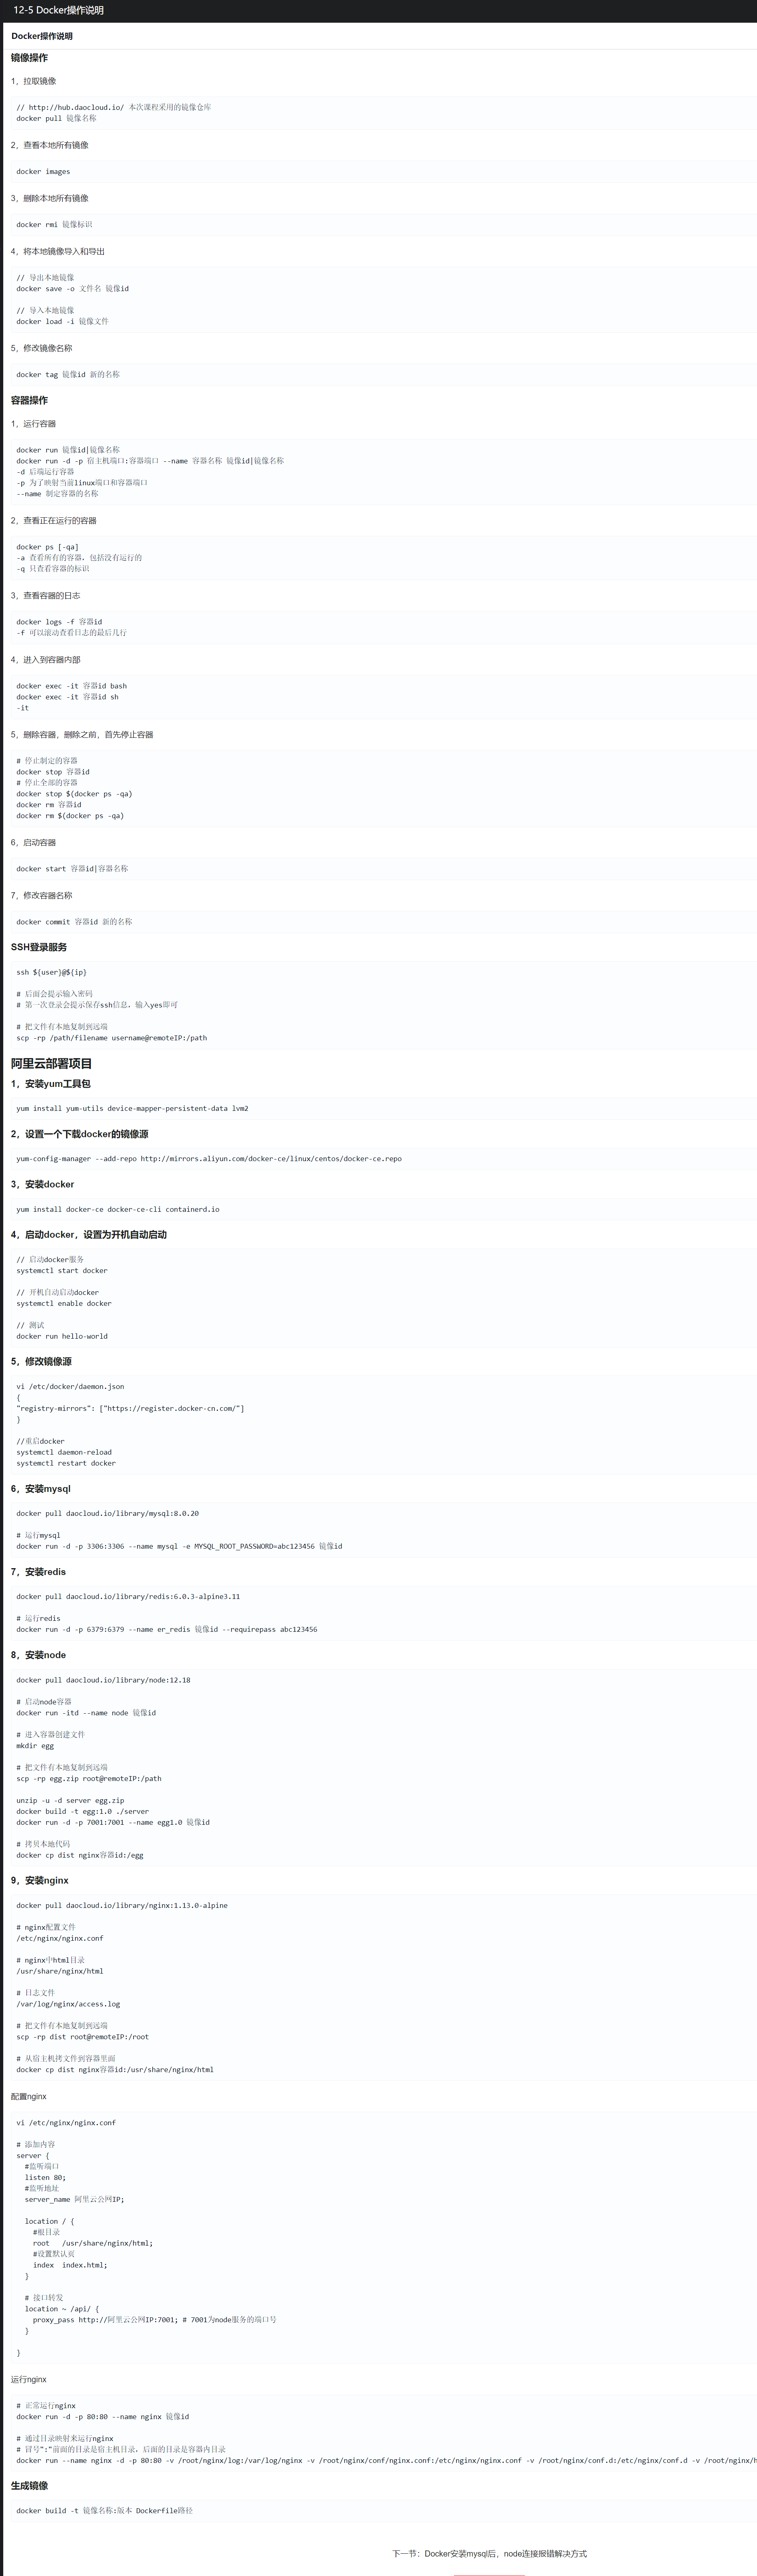 12-5 Docker操作说明
Docker操作说明
镜像操作
1，拉取镜像
// http://hub.daocloud.io/ 本次课程采用的镜像仓库
docker pull 镜像名称
2，查看本地所有镜像
docker images
3，删除本地所有镜像
docker rmi 镜像标识
4，将本地镜像导入和导出
// 导出本地镜像
docker save -o 文件名 镜像id
// 导入本地镜像
docker load -i 镜像文件
5，修改镜像名称
docker tag 镜像id 新的名称
容器操作
1，运行容器
docker run 镜像id|镜像名称
docker run -d -p 宿主机端口:容器端口 --name 容器名称 镜像id|镜像名称
-d 后端运行容器
-p 为了映射当前linux端口和容器端口
--name 制定容器的名称
2，查看正在运行的容器
docker ps [-qa]
-a 查看所有的容器，包括没有运行的
-q 只查看容器的标识
3，查看容器的日志
docker logs -f 容器id
-f 可以滚动查看日志的最后几行
4，进入到容器内部
docker exec -it 容器id bash
docker exec -it 容器id sh
-it
5，删除容器，删除之前，首先停止容器
# 停止制定的容器
docker stop 容器id
# 停止全部的容器
docker stop $(docker ps -qa)
docker rm 容器id
docker rm $(docker ps -qa)
6，启动容器
docker start 容器id|容器名称
7，修改容器名称
docker commit 容器id 新的名称
SSH登录服务
ssh ${user}@${ip}
# 后面会提示输入密码
# 第一次登录会提示保存ssh信息，输入yes即可
# 把文件有本地复制到远端
scp -rp /path/filename username@remoteIP:/path
阿里云部署项目
1，安装yum工具包
yum install yum-utils device-mapper-persistent-data lvm2
2，设置一个下载docker的镜像源
yum-config-manager --add-repo http://mirrors.aliyun.com/docker-ce/linux/centos/docker-ce.repo
3，安装docker
yum install docker-ce docker-ce-cli containerd.io
4，启动docker，设置为开机自动启动
// 启动docker服务
systemctl start docker
// 开机自动启动docker
systemctl enable docker
// 测试
docker run hello-world
5，修改镜像源
vi /etc/docker/daemon.json
{
"registry-mirrors": ["https://register.docker-cn.com/"]
}
//重启docker
systemctl daemon-reload
systemctl restart docker
6，安装mysql
docker pull daocloud.io/library/mysql:8.0.20
# 运行mysql
docker run -d -p 3306:3306 --name mysql -e MYSQL_ROOT_PASSWORD=abc123456 镜像id
7，安装redis
docker pull daocloud.io/library/redis:6.0.3-alpine3.11
# 运行redis
docker run -d -p 6379:6379 --name er_redis 镜像id --requirepass abc123456
8，安装node
docker pull daocloud.io/library/node:12.18
# 启动node容器
docker run -itd --name node 镜像id
# 进入容器创建文件
mkdir egg
# 把文件有本地复制到远端
scp -rp egg.zip root@remoteIP:/path
unzip -u -d server egg.zip
docker build -t egg:1.0 ./server
docker run -d -p 7001:7001 --name egg1.0 镜像id
# 拷贝本地代码
docker cp dist nginx容器id:/egg
9，安装nginx
docker pull daocloud.io/library/nginx:1.13.0-alpine
# nginx配置文件
/etc/nginx/nginx.conf
# nginx中html目录
/usr/share/nginx/html
# 日志文件
/var/log/nginx/access.log
# 把文件有本地复制到远端
scp -rp dist root@remoteIP:/root
# 从宿主机拷文件到容器里面
docker cp dist nginx容器id:/usr/share/nginx/html
配置nginx
vi /etc/nginx/nginx.conf
# 添加内容
server {
#监听端口
listen 80;
#监听地址
server_name 阿里云公网IP;
location / {
#根目录
root /usr/share/nginx/html;
#设置默认页
index index.html;
}
# 接口转发
location ~ /api/ {
proxy_pass http://阿里云公网IP:7001; # 7001为node服务的端口号
}
}
运行nginx
# 正常运行nginx
docker run -d -p 80:80 --name nginx 镜像id
# 通过目录映射来运行nginx
# 冒号":"前面的目录是宿主机目录，后面的目录是容器内目录
docker run --name nginx -d -p 80:80 -v /root/nginx/log:/var/log/nginx -v /root/nginx/conf/nginx.conf:/etc/nginx/nginx.conf -v /root/nginx/conf.d:/etc/nginx/conf.d -v /root/nginx/h
生成镜像
docker build -t 镜像名称:版本 Dockerfile路径
下一节：Docker安装mysql后，node连接报错解决方式